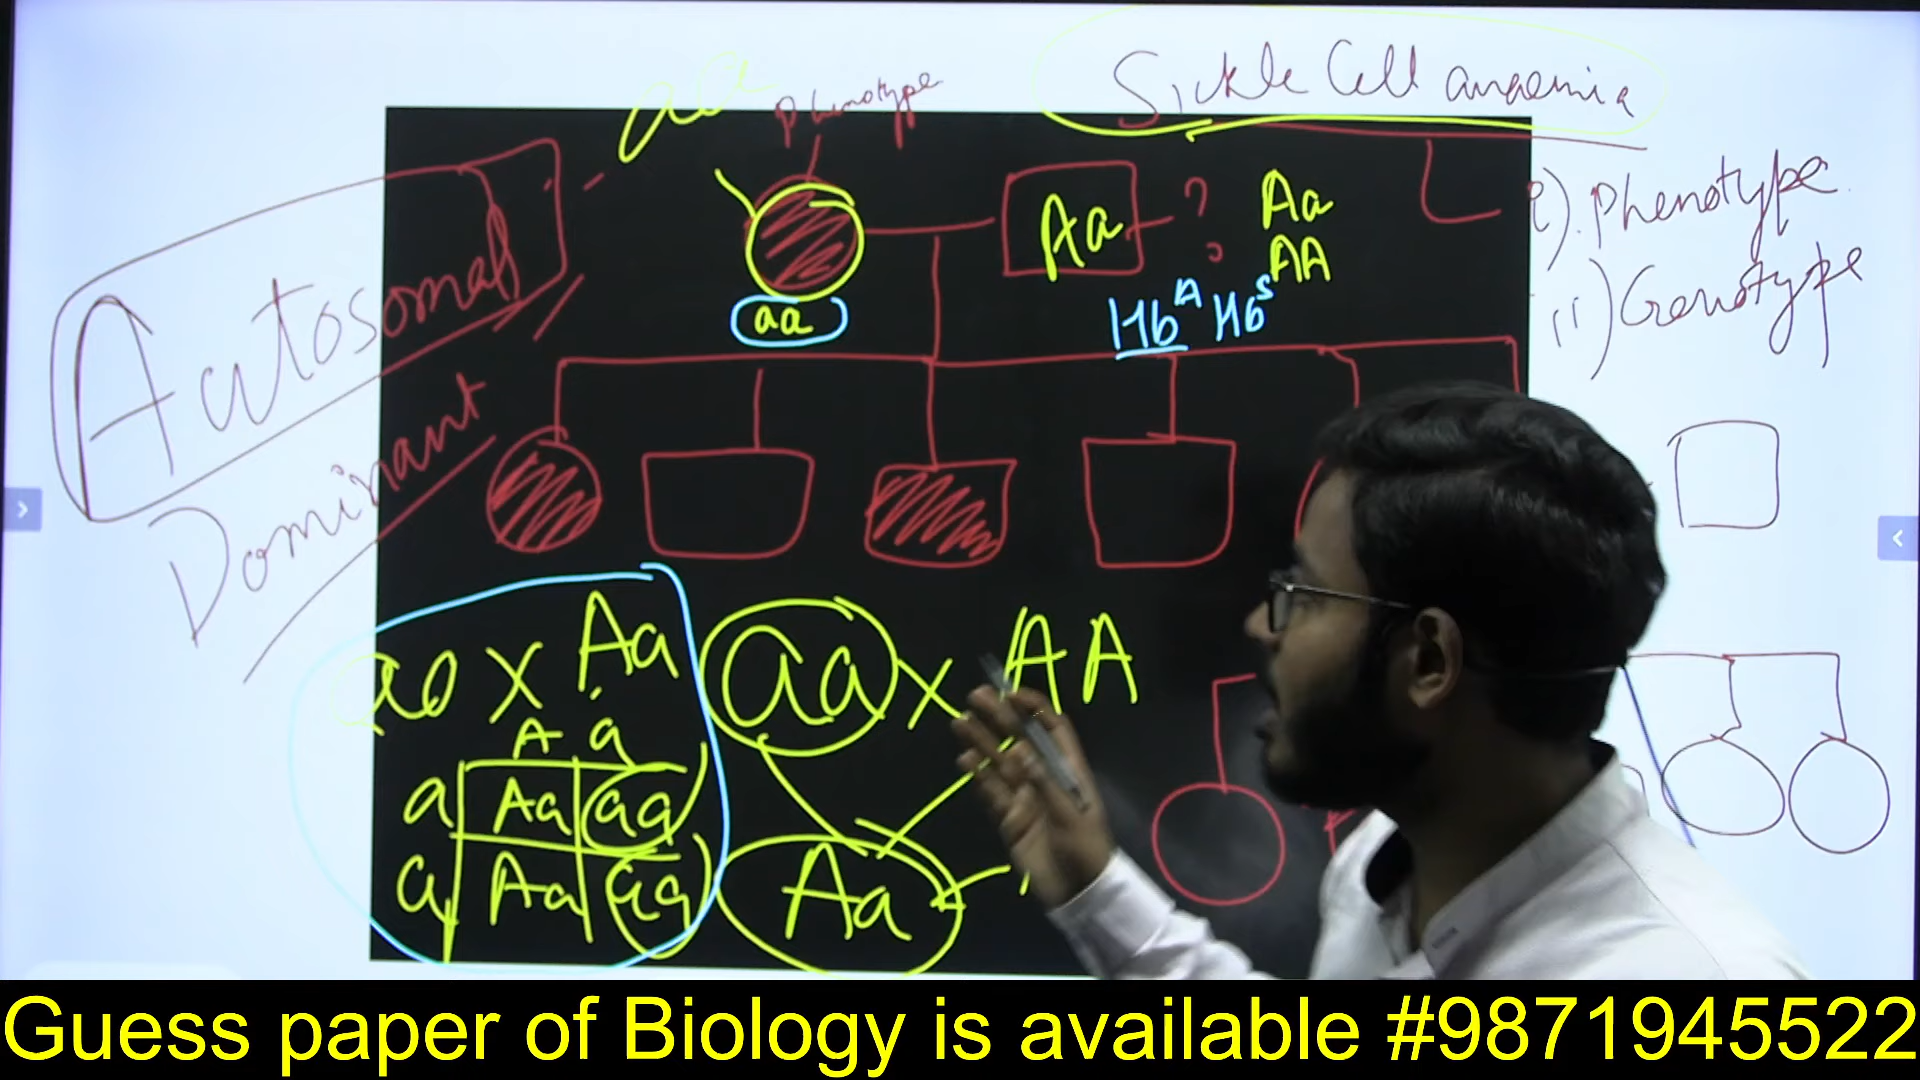 Sickle Cell anaemia
aa
Phenotype
i). Phenotype
ii) Genotype
Autosomal
Dominant
Aa
?
?
Aa
AA
aa
Hb^A Hb^S
aa x Aa
A a
a Aa aa
a Aa aa
aa x AA
Aa
Guess paper of Biology is available #9871945522